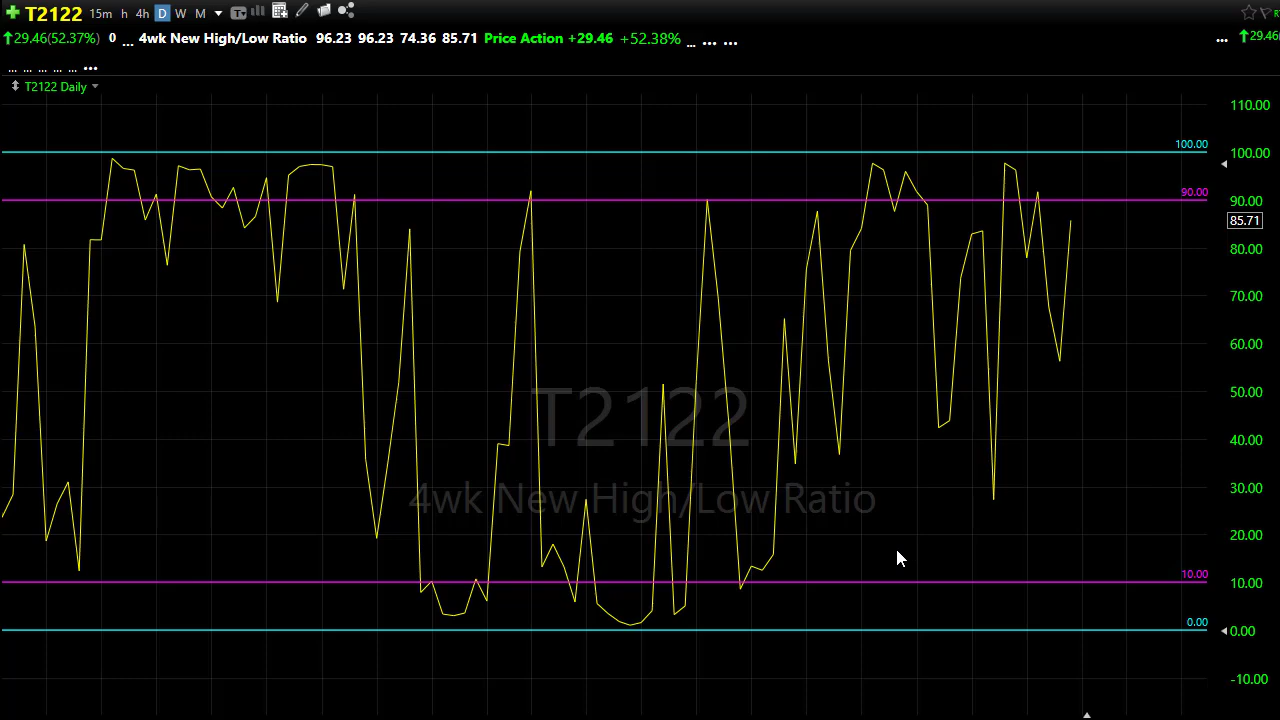 T2122 15m h 4h D W M T
29.46(52.37%) 0 ... 4wk New High/Low Ratio 96.23 96.23 74.36 85.71 Price Action +29.46 +52.38% ... ... ... ... 29.46
... ... ... ... ... ...
T2122 Daily
110.00
100.00 100.00
90.00 90.00
85.71
80.00
70.00
60.00
50.00
T2122
40.00
4wk New High/Low Ratio
30.00
20.00
10.00 10.00
0.00 0.00
-10.00